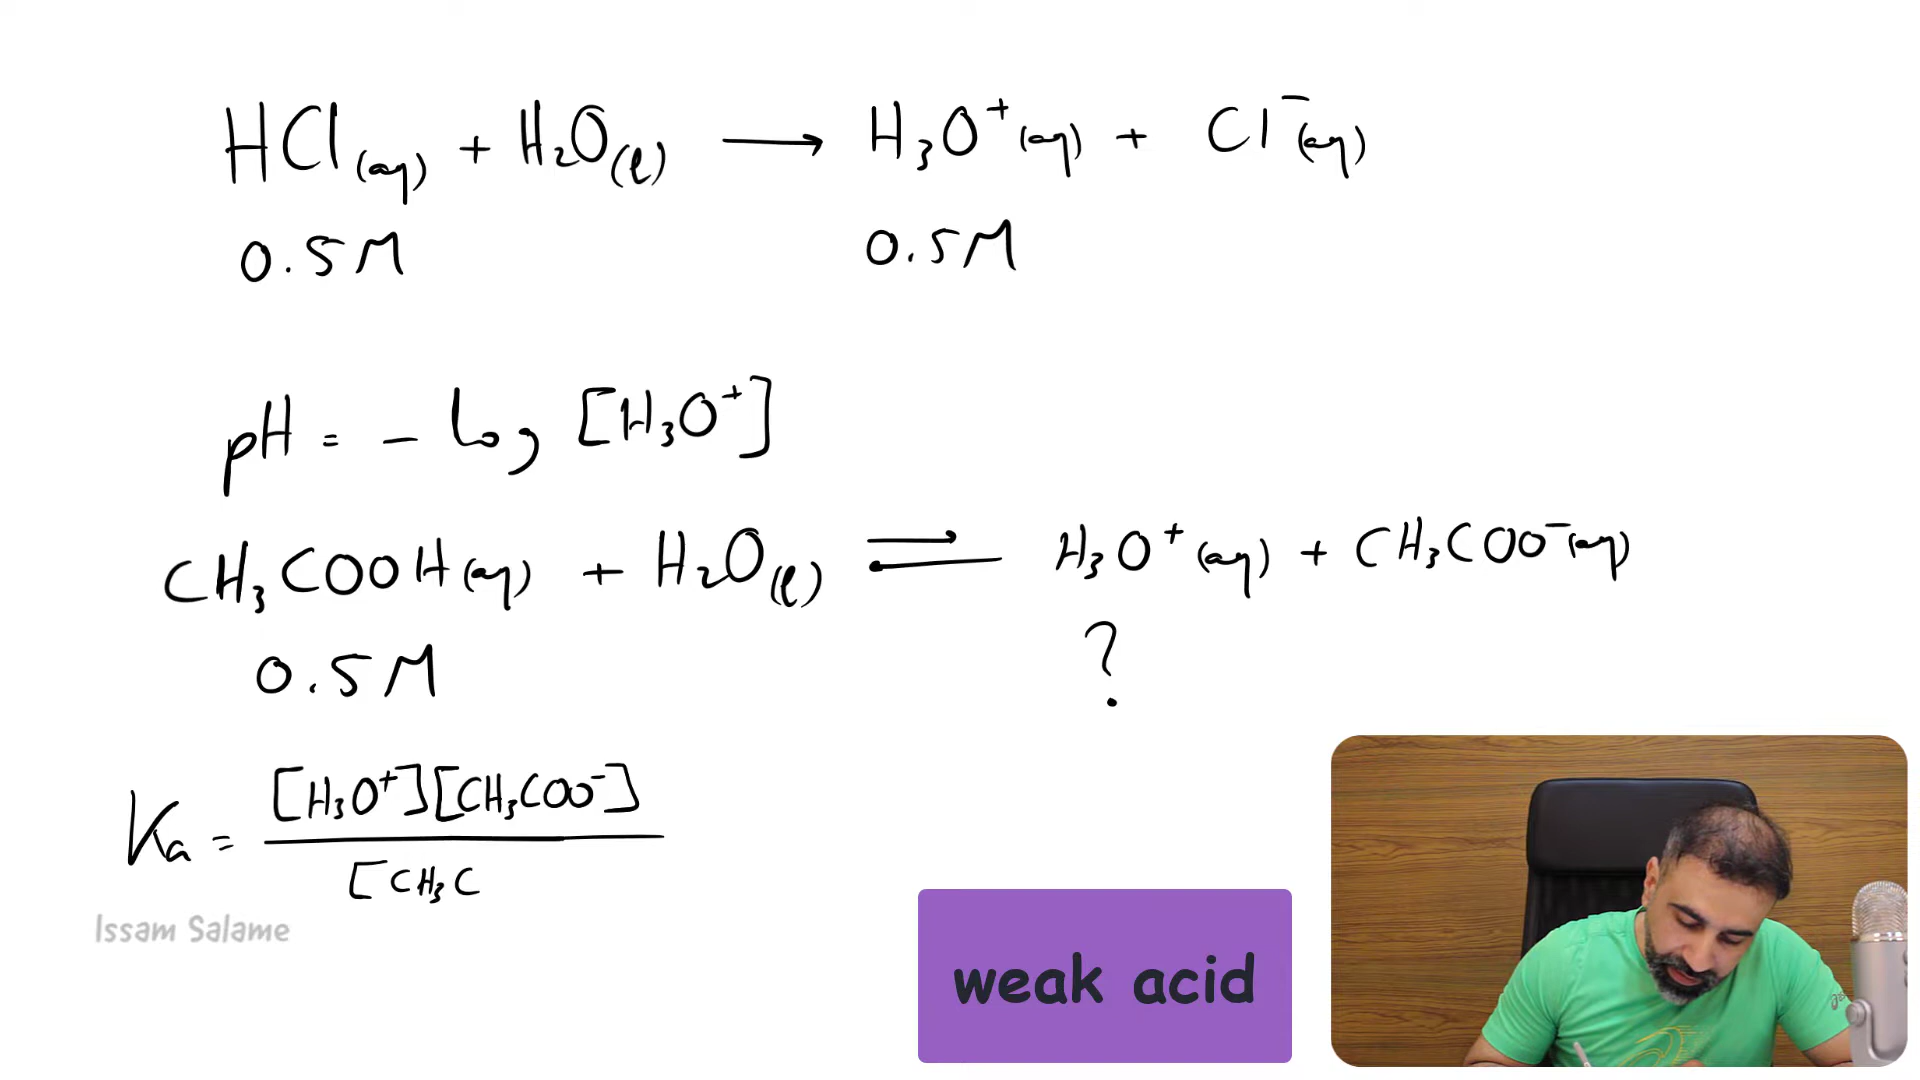 HCl(aq) + H₂O(l) ⟶ H₃O⁺(aq) + Cl⁻(aq)
0.5M 0.5M
pH = - log [H₃O⁺]
CH₃COOH(aq) + H₂O(l) ⇌ H₃O⁺(aq) + CH₃COO⁻(aq)
0.5M ?
Ka = [H₃O⁺][CH₃COO⁻]
[CH₃C
Issam Salame
weak acid